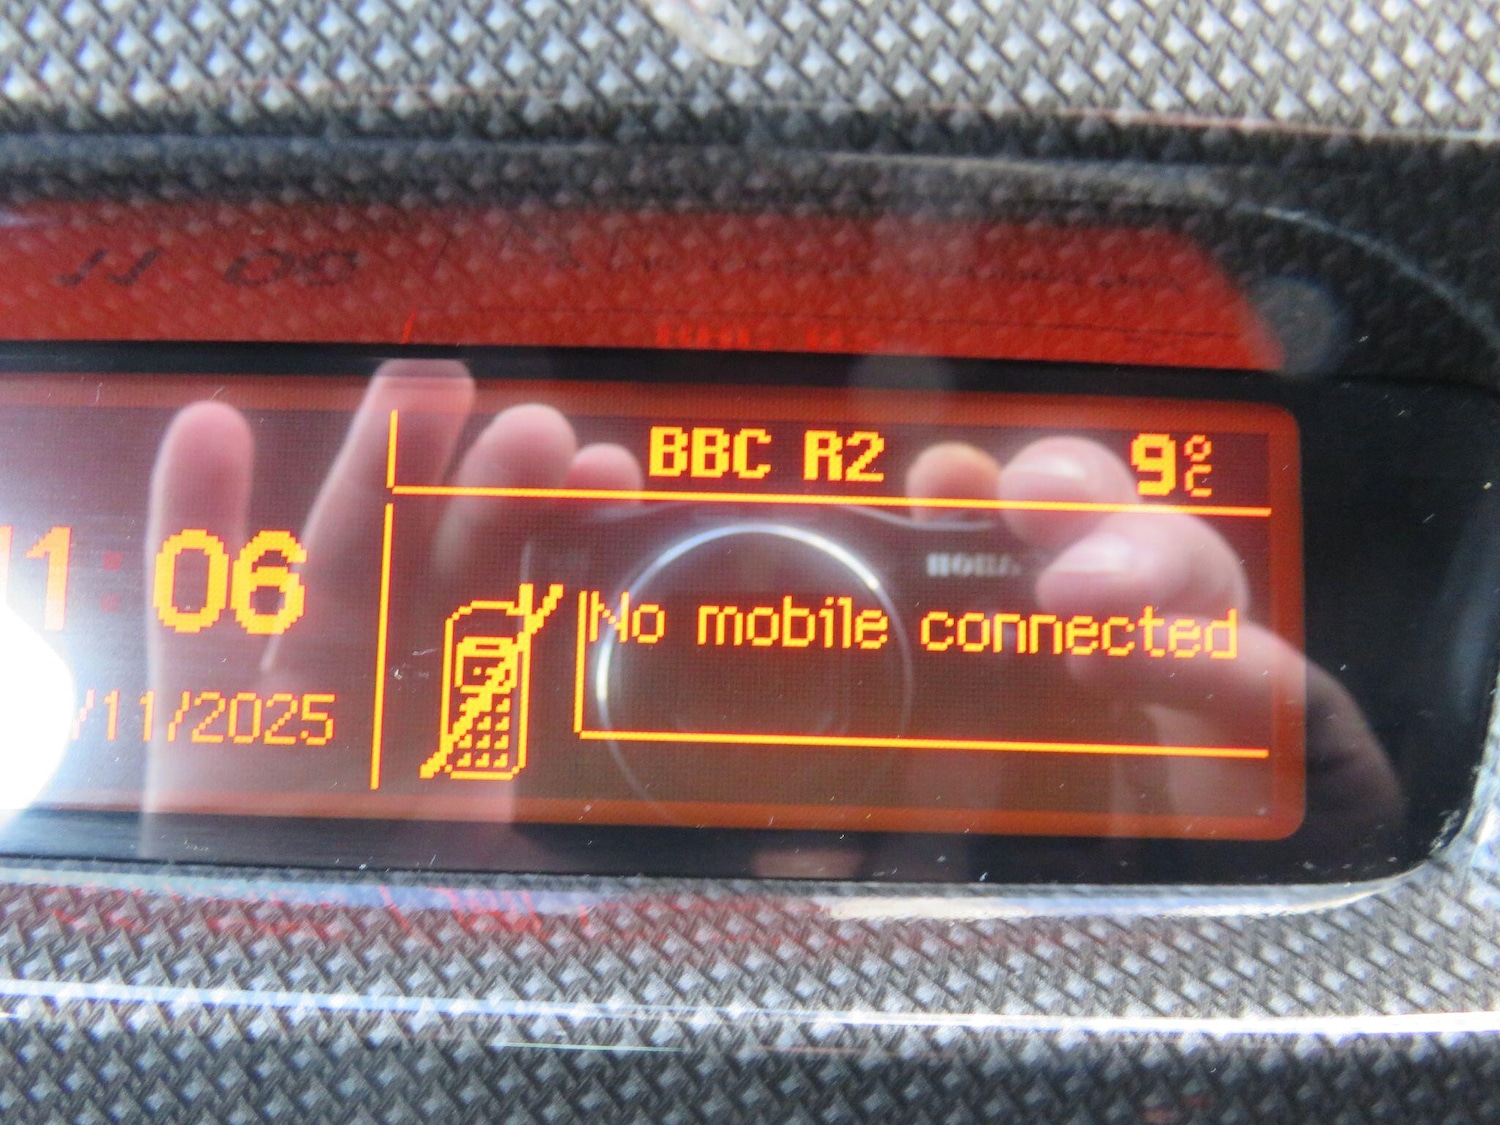 BBC R2 9°C
11:06
No mobile connected
/11/2025